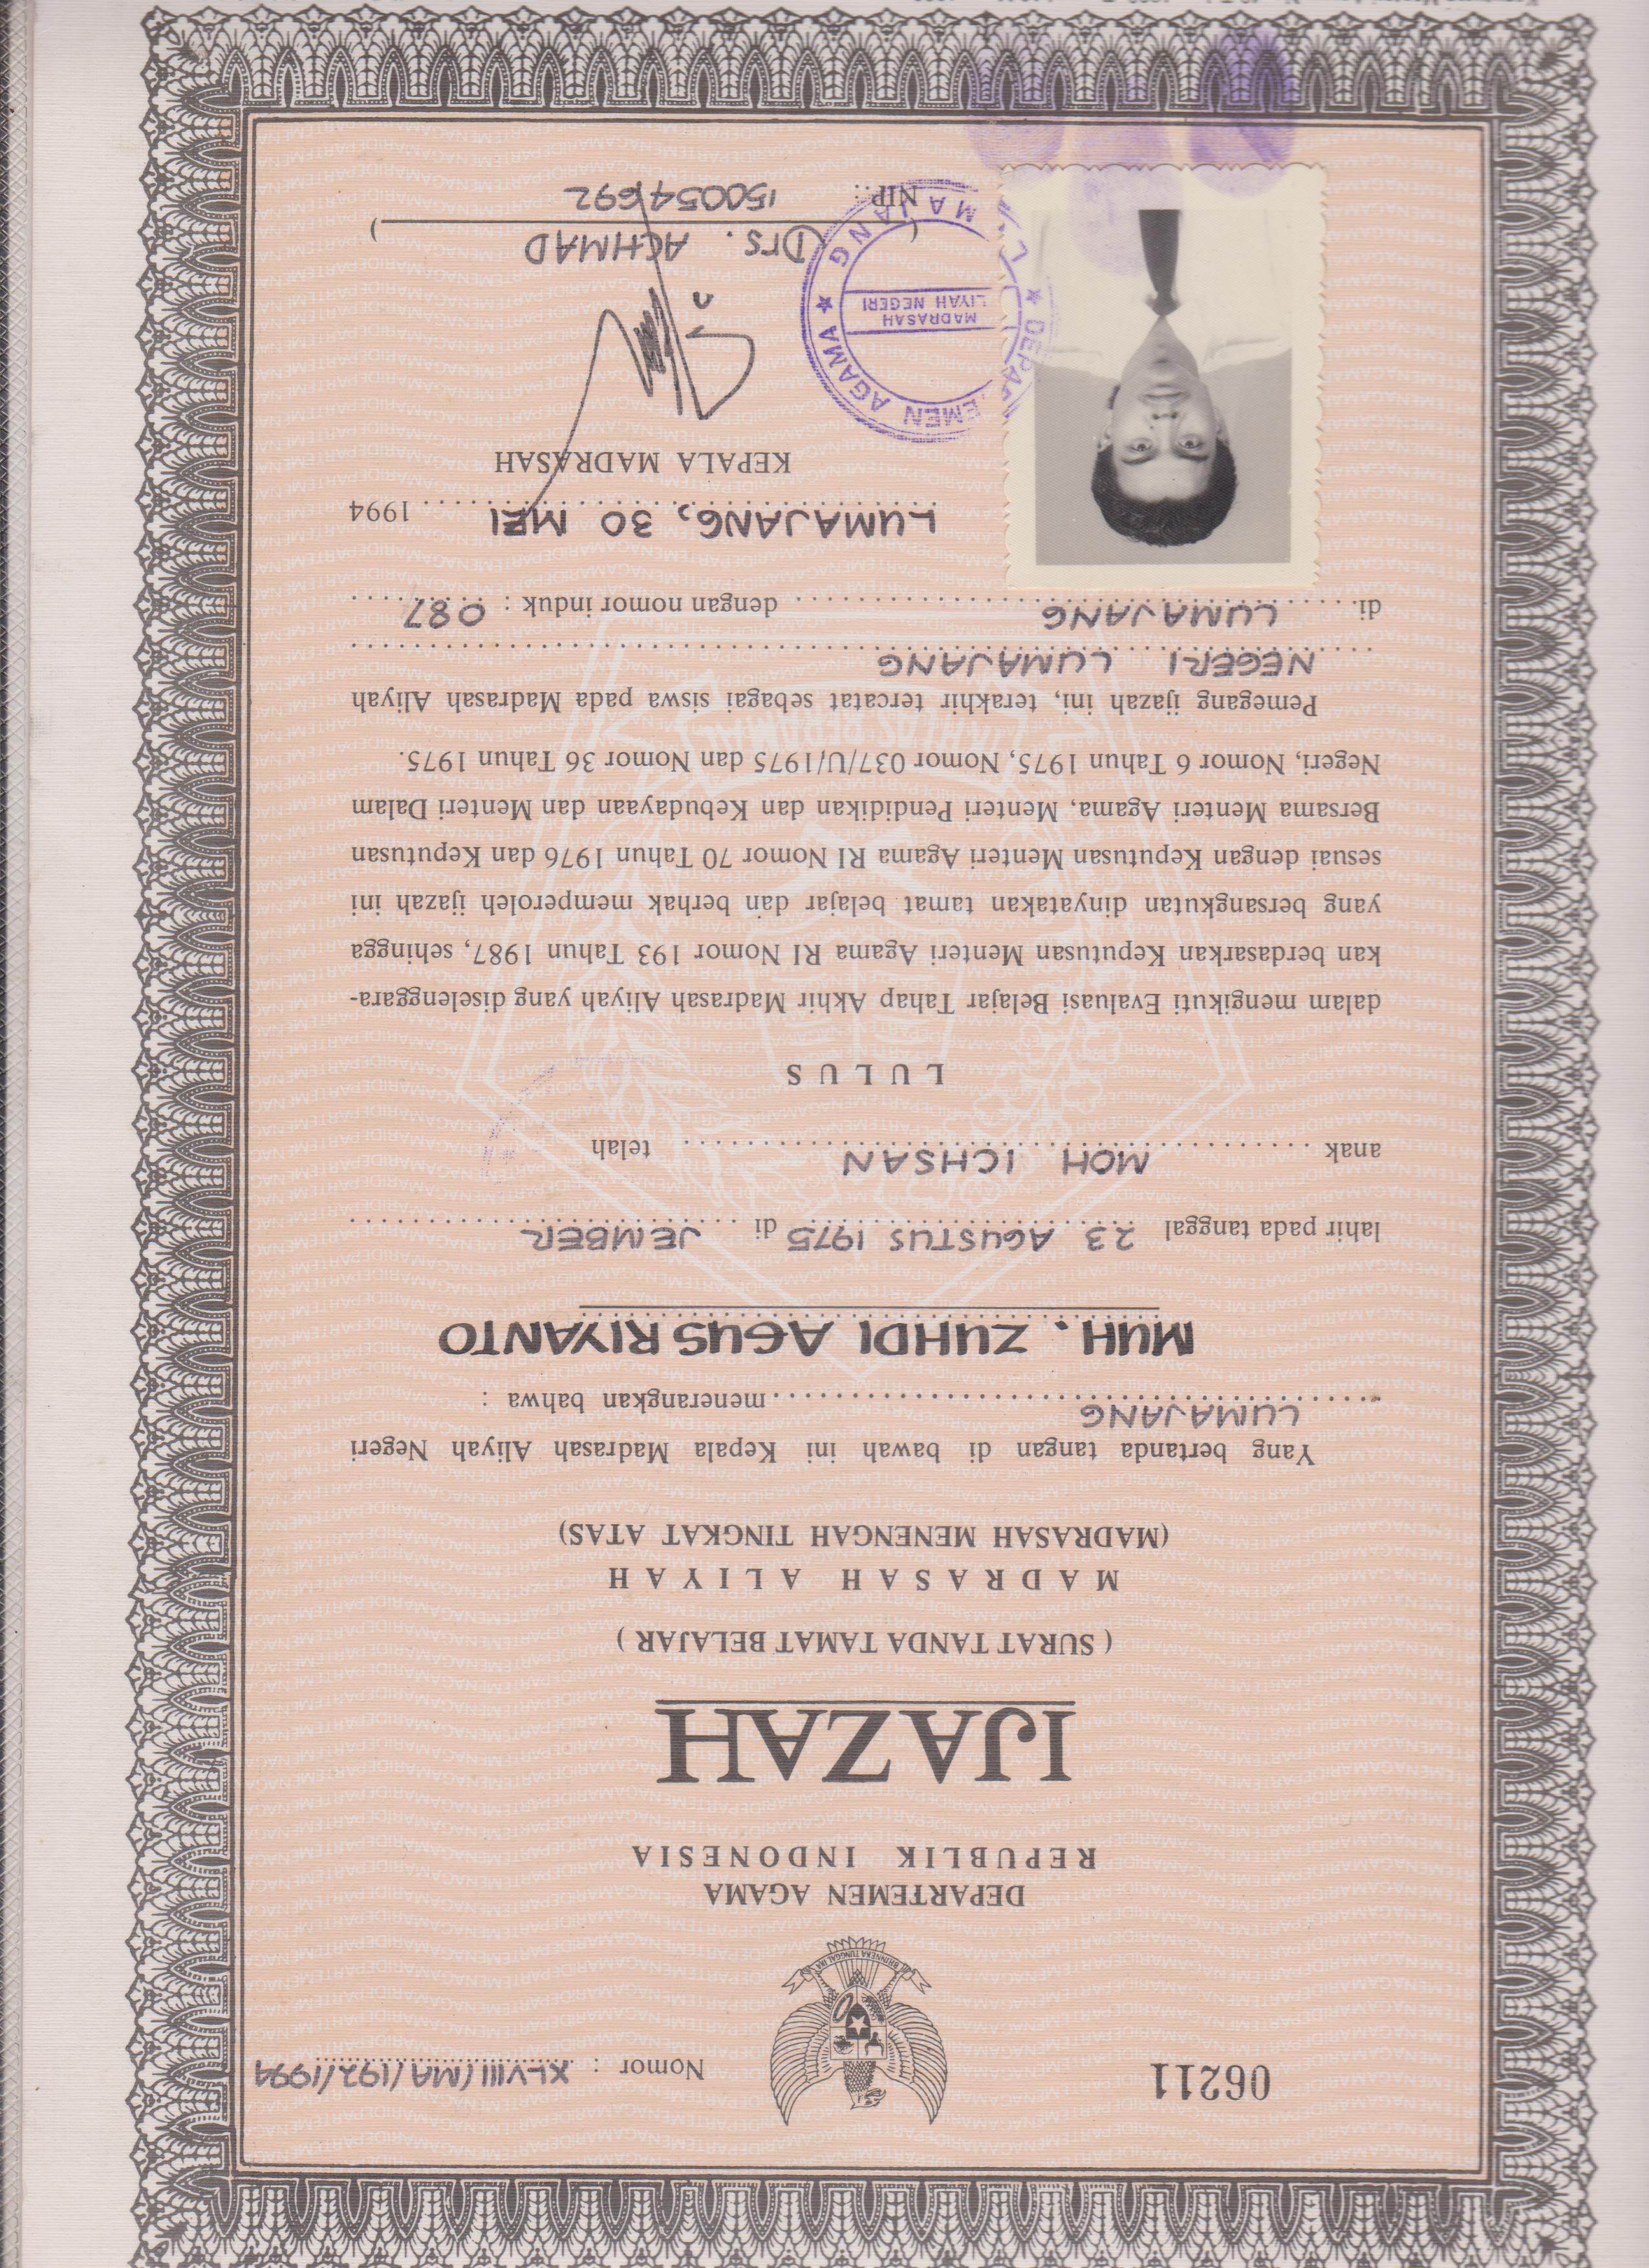 06211
Nomor : XLVIII/MA/192/1994
BHINNEKA TUNGGAL IKA
DEPARTEMEN AGAMA
REPUBLIK INDONESIA
IJAZAH
( SURAT TANDA TAMAT BELAJAR )
MADRASAH ALIYAH
(MADRASAH MENENGAH TINGKAT ATAS)
Yang bertanda tangan di bawah ini Kepala Madrasah Aliyah Negeri
LUMAJANG menerangkan bahwa :
MUH. ZUHDI AGUS RIYANTO
lahir pada tanggal 23 AGUSTUS 1975 di JEMBER
anak MOH ICHSAN telah
LULUS
dalam mengikuti Evaluasi Belajar Tahap Akhir Madrasah Aliyah yang diselenggara-
kan berdasarkan Keputusan Menteri Agama RI Nomor 193 Tahun 1987, sehingga
yang bersangkutan dinyatakan tamat belajar dan berhak memperoleh ijazah ini
sesuai dengan Keputusan Menteri Agama RI Nomor 70 Tahun 1976 dan Keputusan
Bersama Menteri Agama, Menteri Pendidikan dan Kebudayaan dan Menteri Dalam
Negeri, Nomor 6 Tahun 1975, Nomor 037/U/1975 dan Nomor 36 Tahun 1975.
Pemegang ijazah ini, terakhir tercatat sebagai siswa pada Madrasah Aliyah
NEGERI LUMAJANG
di LUMAJANG dengan nomor induk : 087
LUMAJANG, 30 MEI 1994
KEPALA MADRASAH
DEPARTEMEN AGAMA
MADRASAH
ALIYAH NEGERI
LUMAJANG
( Drs. ACHMAD )
NIP.: 150054692